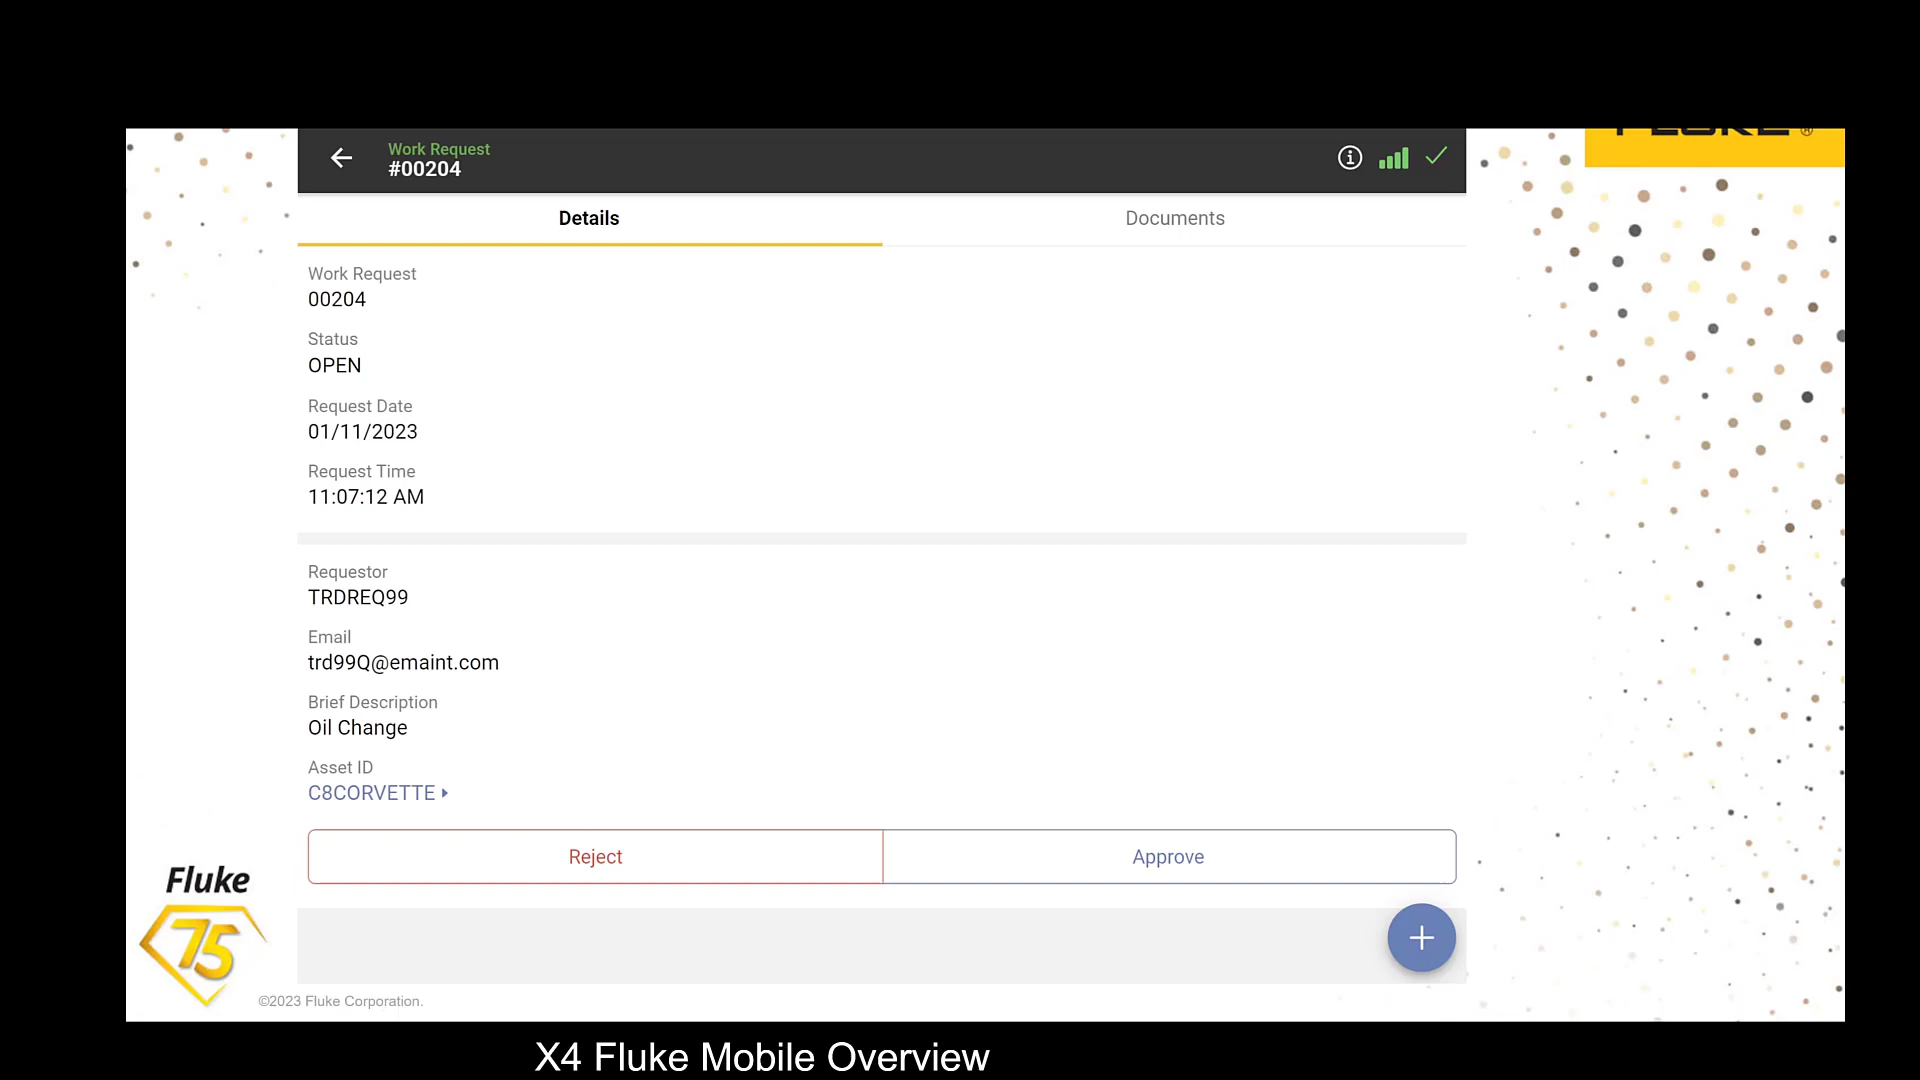 FLUKE ®
Work Request
#00204
Details
Documents
Work Request
00204
Status
OPEN
Request Date
01/11/2023
Request Time
11:07:12 AM
Requestor
TRDREQ99
Email
trd99Q@emaint.com
Brief Description
Oil Change
Asset ID
C8CORVETTE
Reject
Approve
Fluke
75
©2023 Fluke Corporation.
X4 Fluke Mobile Overview